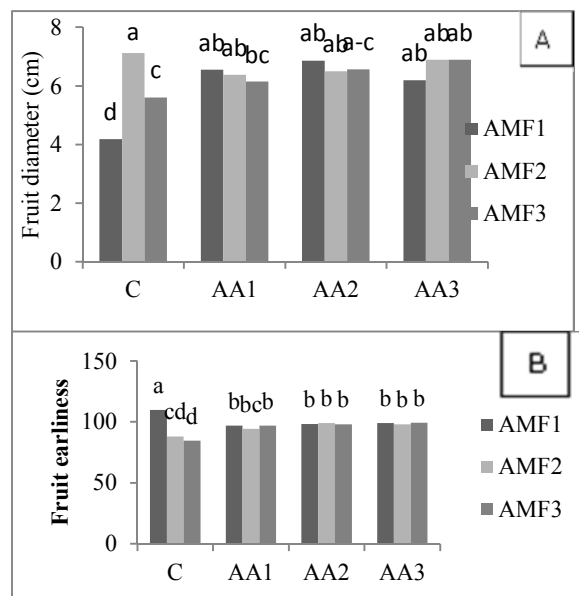 A
Fruit diameter (cm)
8
6
4
2
0
d a c
ab ab bc
ab ab a-c
ab ab ab
C AA1 AA2 AA3
AMF1
AMF2
AMF3
B
Fruit earliness
150
100
50
0
a cd d
b bc b
b b b
b b b
C AA1 AA2 AA3
AMF1
AMF2
AMF3